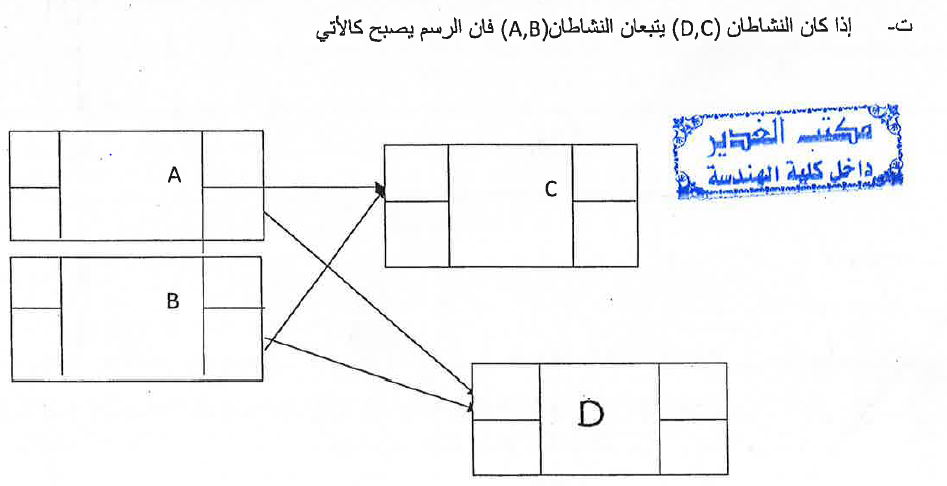 ت- إذا كان النشاطان (D,C) يتبعان النشاطان(A,B) فان الرسم يصبح كالأتي
مكتب الغدير
داخل كلية الهندسة
A
C
B
D